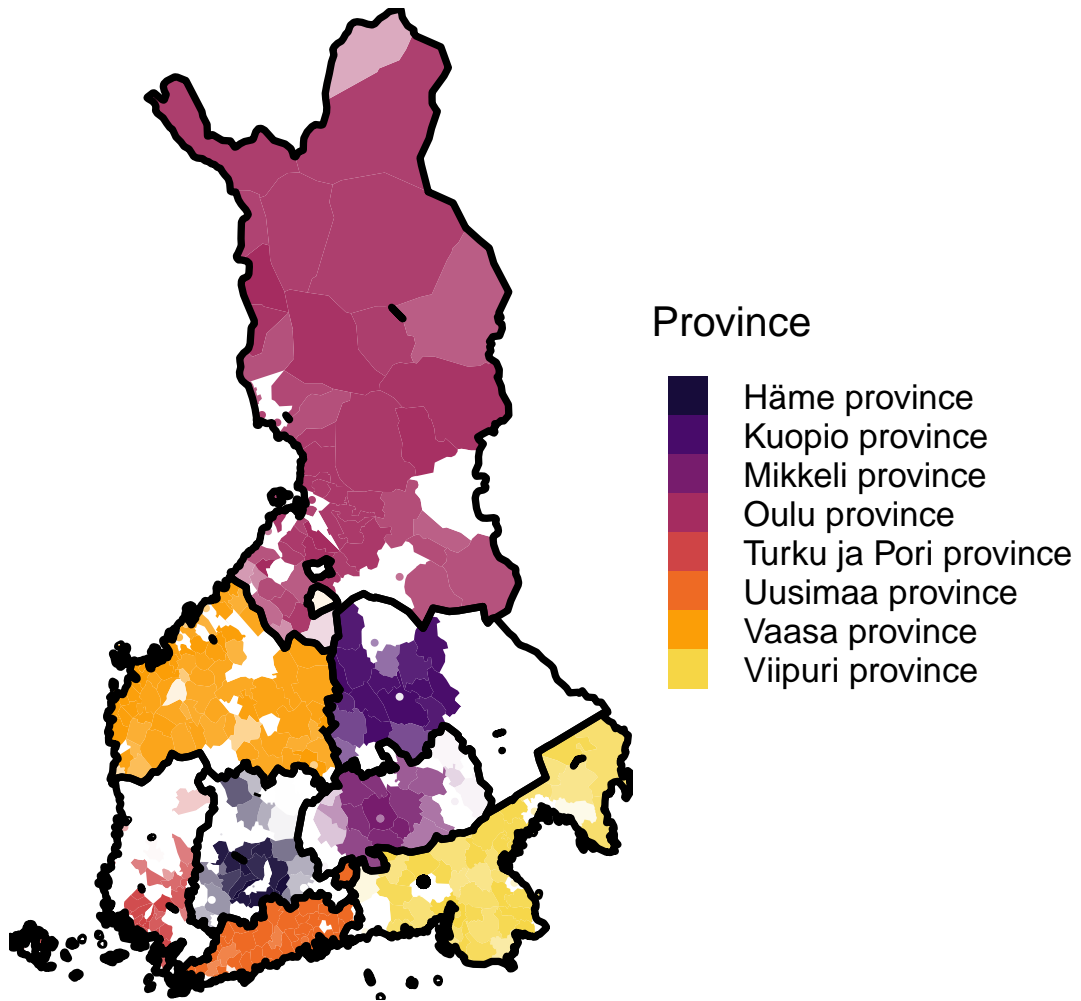 Province
Häme province
Kuopio province
Mikkeli province
Oulu province
Turku ja Pori province
Uusimaa province
Vaasa province
Viipuri province